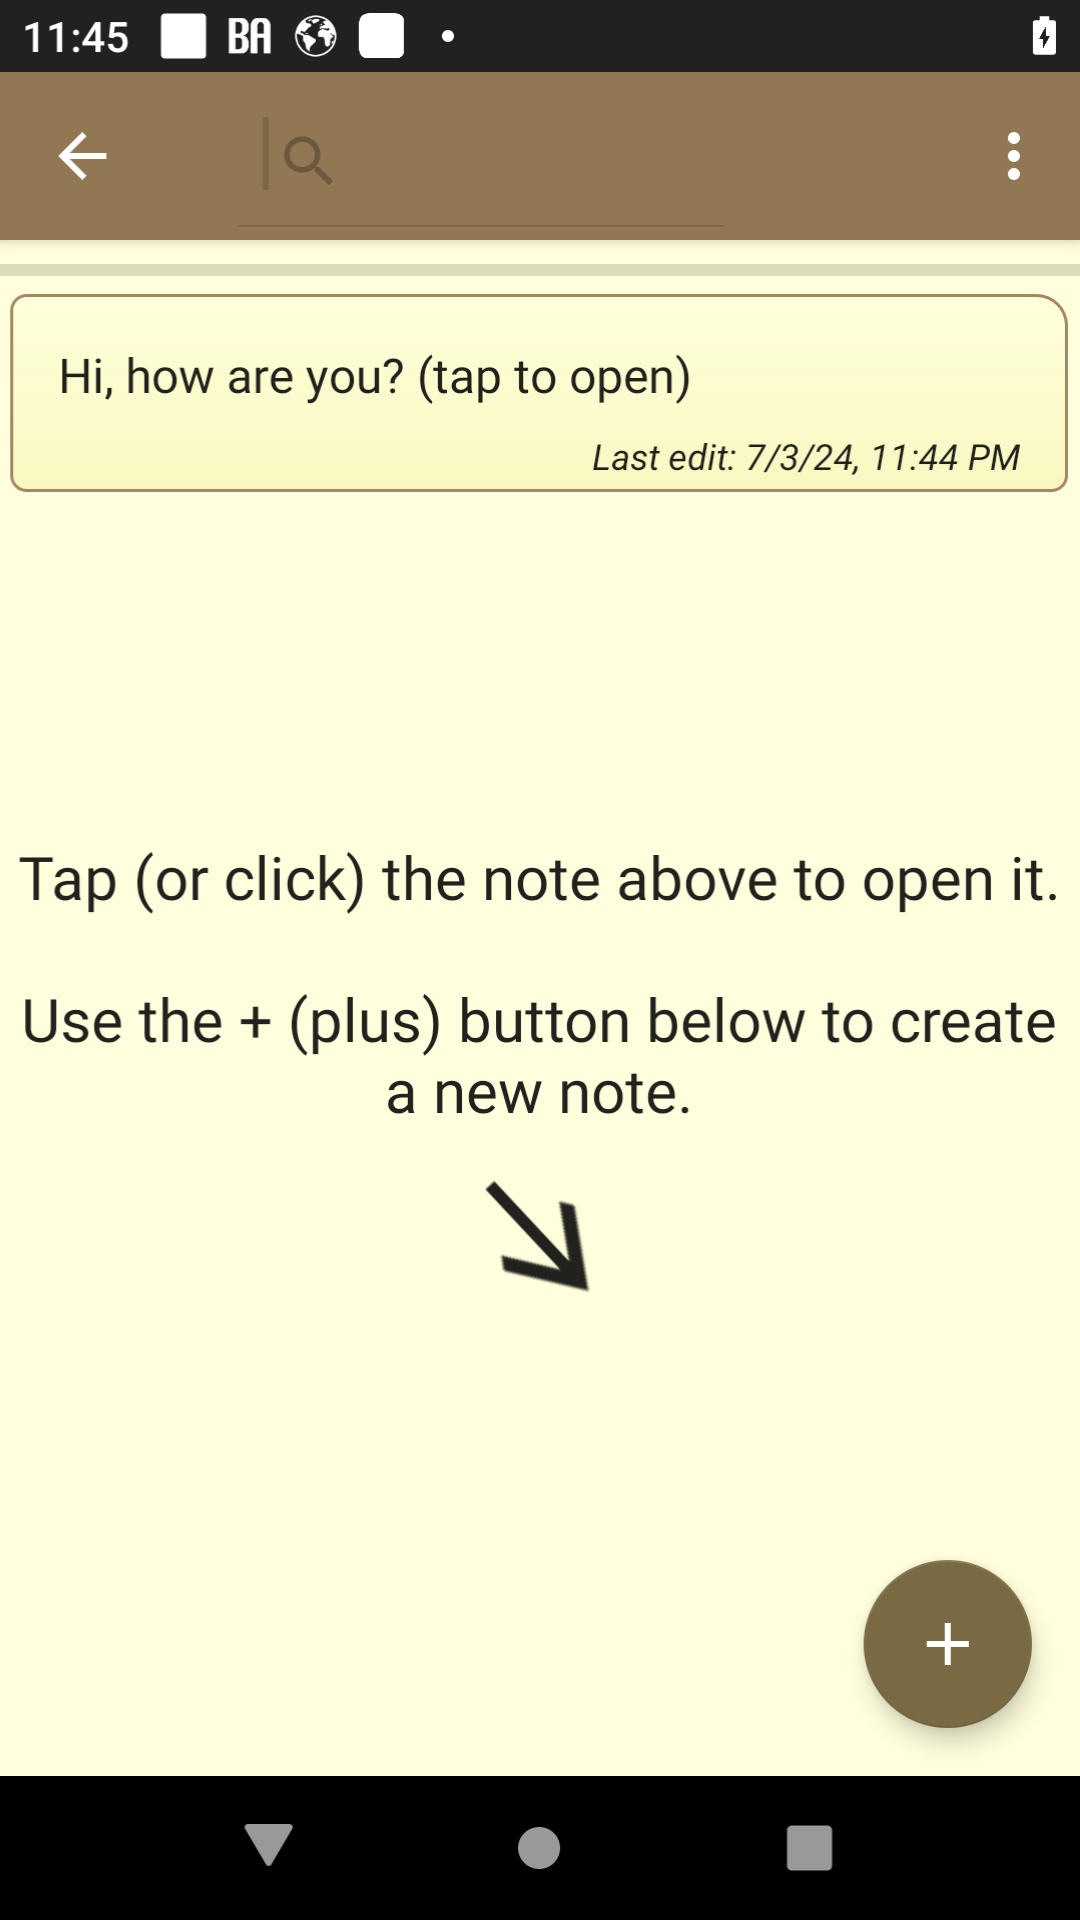 11:45 BA
Hi, how are you? (tap to open)
Last edit: 7/3/24, 11:44 PM
Tap (or click) the note above to open it.
Use the + (plus) button below to create
a new note.
+